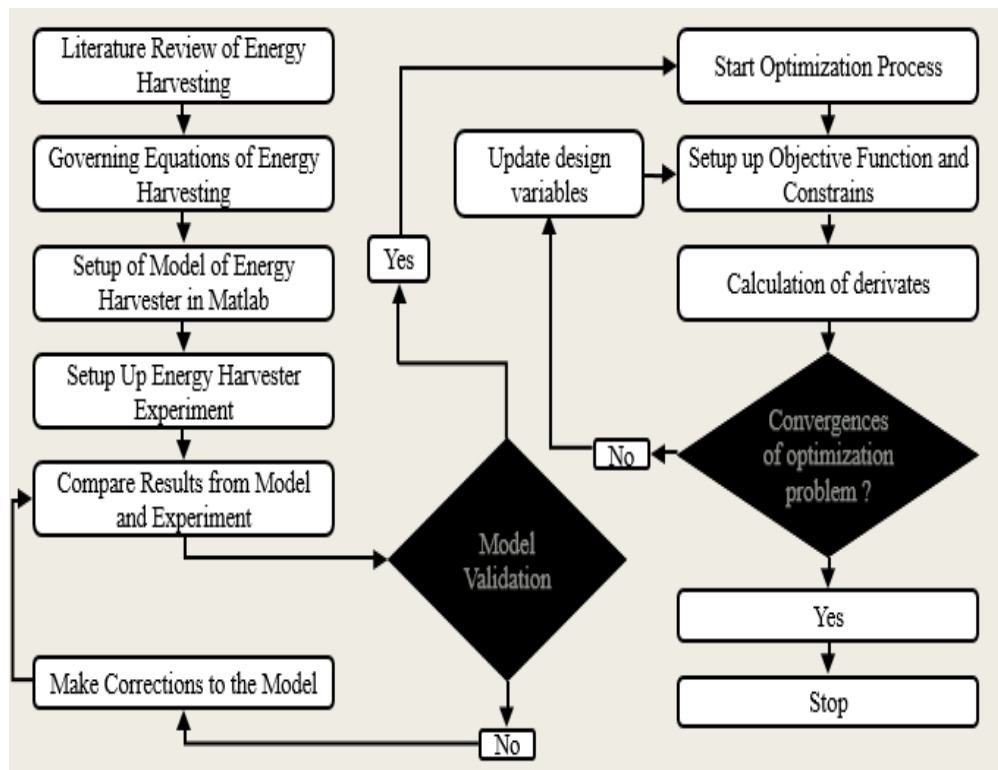 Literature Review of Energy
Harvesting
Governing Equations of Energy
Harvesting
Setup of Model of Energy
Harvester in Matlab
Setup Up Energy Harvester
Experiment
Compare Results from Model
and Experiment
Make Corrections to the Model
Model
Validation
No
Yes
Start Optimization Process
Update design
variables
Setup up Objective Function and
Constrains
Calculation of derivates
Convergences
of optimization
problem ?
No
Yes
Stop